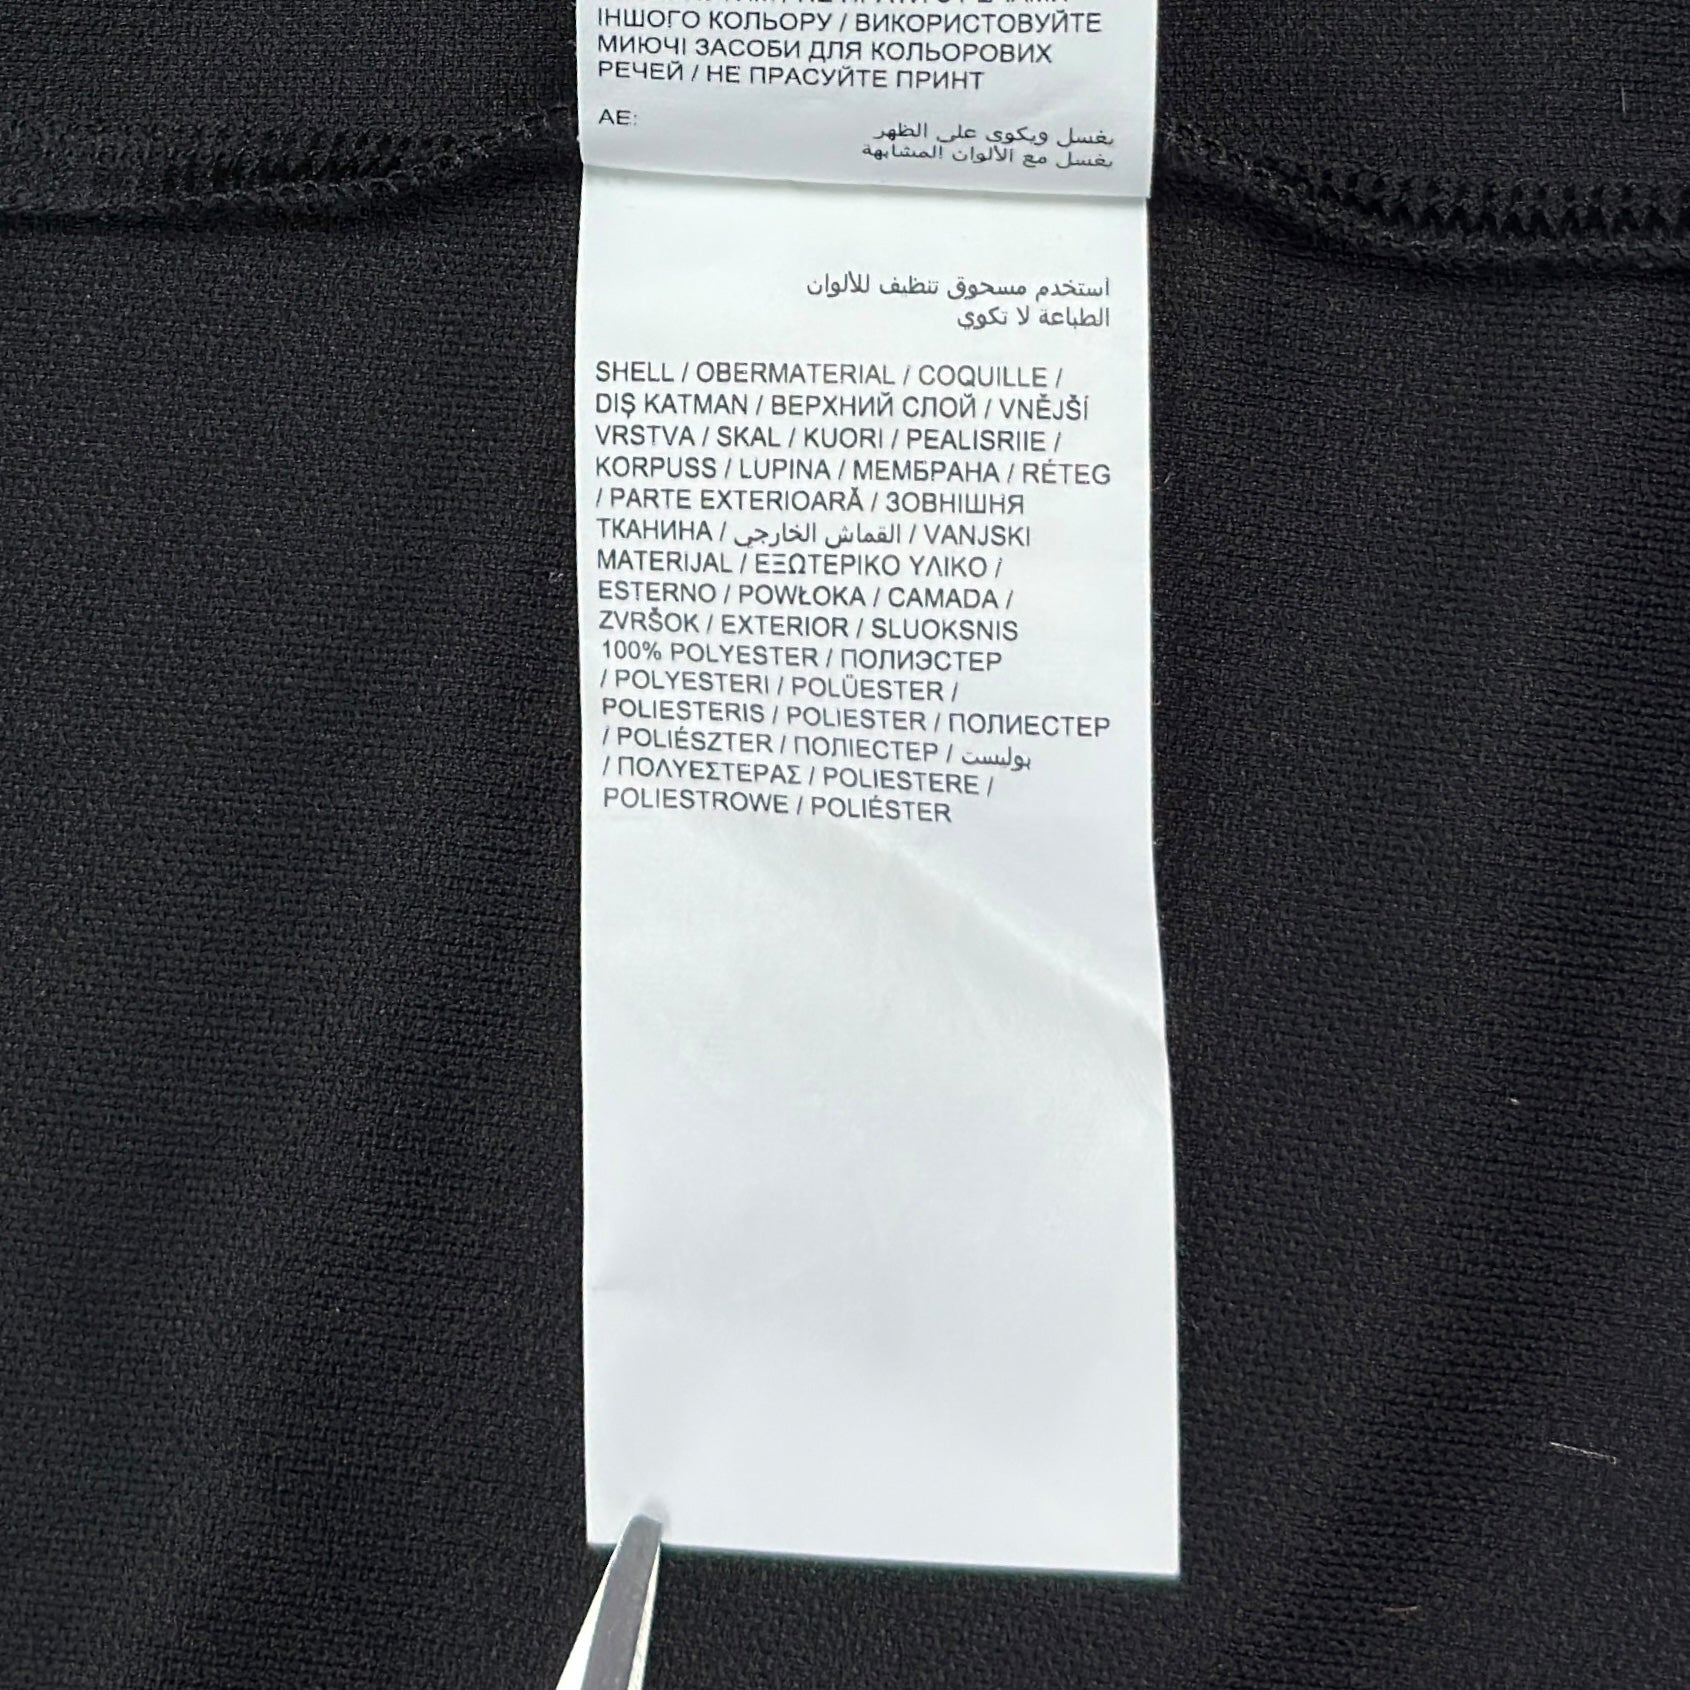 ІНШОГО КОЛЬОРУ / ВИКОРИСТОВУЙТЕ
МИЮЧІ ЗАСОБИ ДЛЯ КОЛЬОРОВИХ
РЕЧЕЙ / НЕ ПРАСУЙТЕ ПРИНТ
AE:
يغسل ويكوى على الظهر
يغسل مع الألوان المشابهة
أستخدم مسحوق تنظيف للألوان
الطباعة لا تكوي
SHELL / OBERMATERIAL / COQUILLE /
DIŞ KATMAN / ВЕРХНИЙ СЛОЙ / VNĚJŠÍ
VRSTVA / SKAL / KUORI / PEALISRIIE /
KORPUSS / LUPINA / МЕМБРАНА / RÉTEG
/ PARTE EXTERIOARĂ / ЗОВНІШНЯ
ТКАНИНА / القماش الخارجي / VANJSKI
MATERIJAL / ΕΞΩΤΕΡΙΚΟ ΥΛΙΚΟ /
ESTERNO / POWŁOKA / CAMADA /
ZVRŠOK / EXTERIOR / SLUOKSNIS
100% POLYESTER / ПОЛИЭСТЕР
/ POLYESTERI / POLÜESTER /
POLIESTERIS / POLIESTER / ПОЛИЕСТЕР
/ POLIÉSZTER / ПОЛІЕСТЕР / بوليست
/ ΠΟΛΥΕΣΤΕΡΑΣ / POLIESTERE /
POLIESTROWE / POLIÉSTER